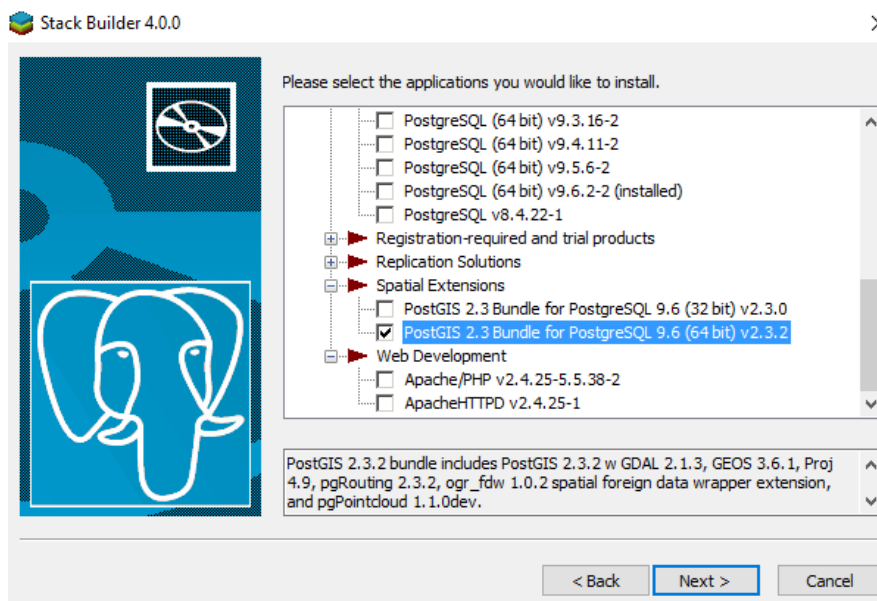 Stack Builder 4.0.0
Please select the applications you would like to install.
PostgreSQL (64 bit) v9.3.16-2
PostgreSQL (64 bit) v9.4.11-2
PostgreSQL (64 bit) v9.5.6-2
PostgreSQL (64 bit) v9.6.2-2 (installed)
PostgreSQL v8.4.22-1
Registration-required and trial products
Replication Solutions
Spatial Extensions
PostGIS 2.3 Bundle for PostgreSQL 9.6 (32 bit) v2.3.0
PostGIS 2.3 Bundle for PostgreSQL 9.6 (64 bit) v2.3.2
Web Development
Apache/PHP v2.4.25-5.5.38-2
ApacheHTTPD v2.4.25-1
PostGIS 2.3.2 bundle includes PostGIS 2.3.2 w GDAL 2.1.3, GEOS 3.6.1, Proj
4.9, pgRouting 2.3.2, ogr_fdw 1.0.2 spatial foreign data wrapper extension,
and pgPointcloud 1.1.0dev.
< Back Next > Cancel